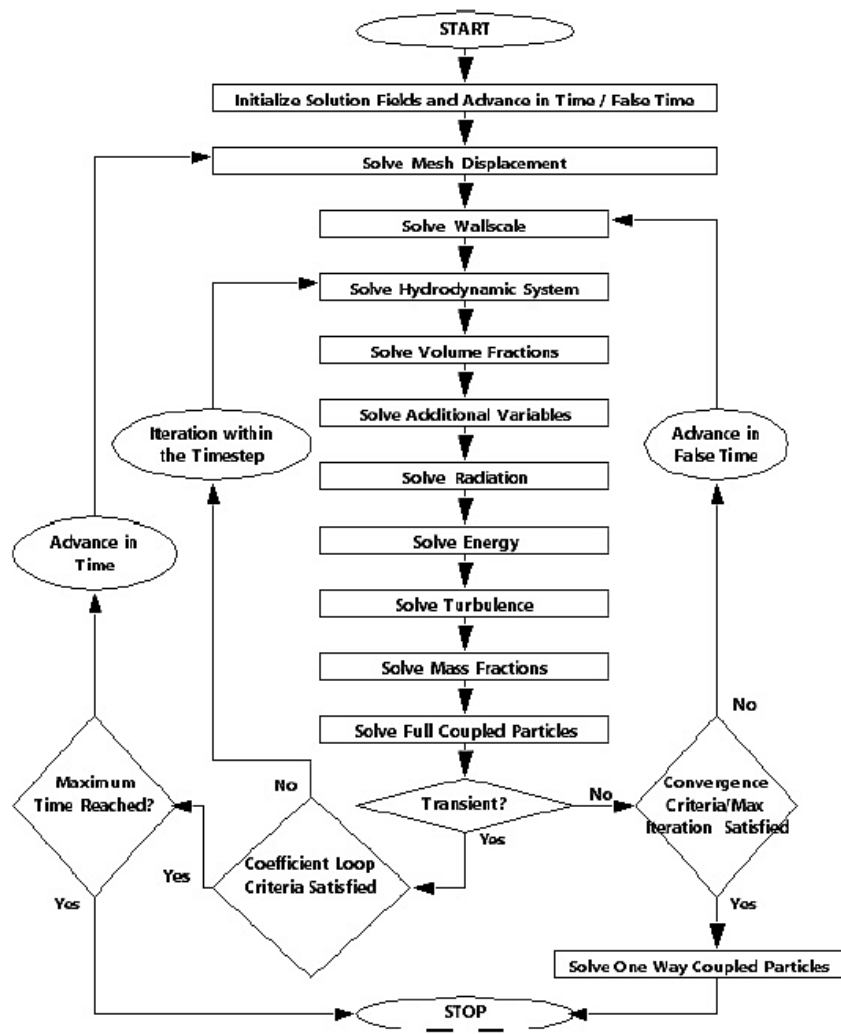 START
Initialize Solution Fields and Advance in Time / False Time
Solve Mesh Displacement
Solve Wallscale
Solve Hydrodynamic System
Solve Volume Fractions
Solve Additional Variables
Iteration within
the Timestep
Advance in
False Time
Solve Radiation
Solve Energy
Advance in
Time
Solve Turbulence
Solve Mass Fractions
Solve Full Coupled Particles
No
Maximum
Time Reached?
No
Transient?
No
Convergence
Criteria/Max
Iteration Satisfied
Yes
Coefficient Loop
Criteria Satisfied
Yes
Yes
Yes
Solve One Way Coupled Particles
STOP